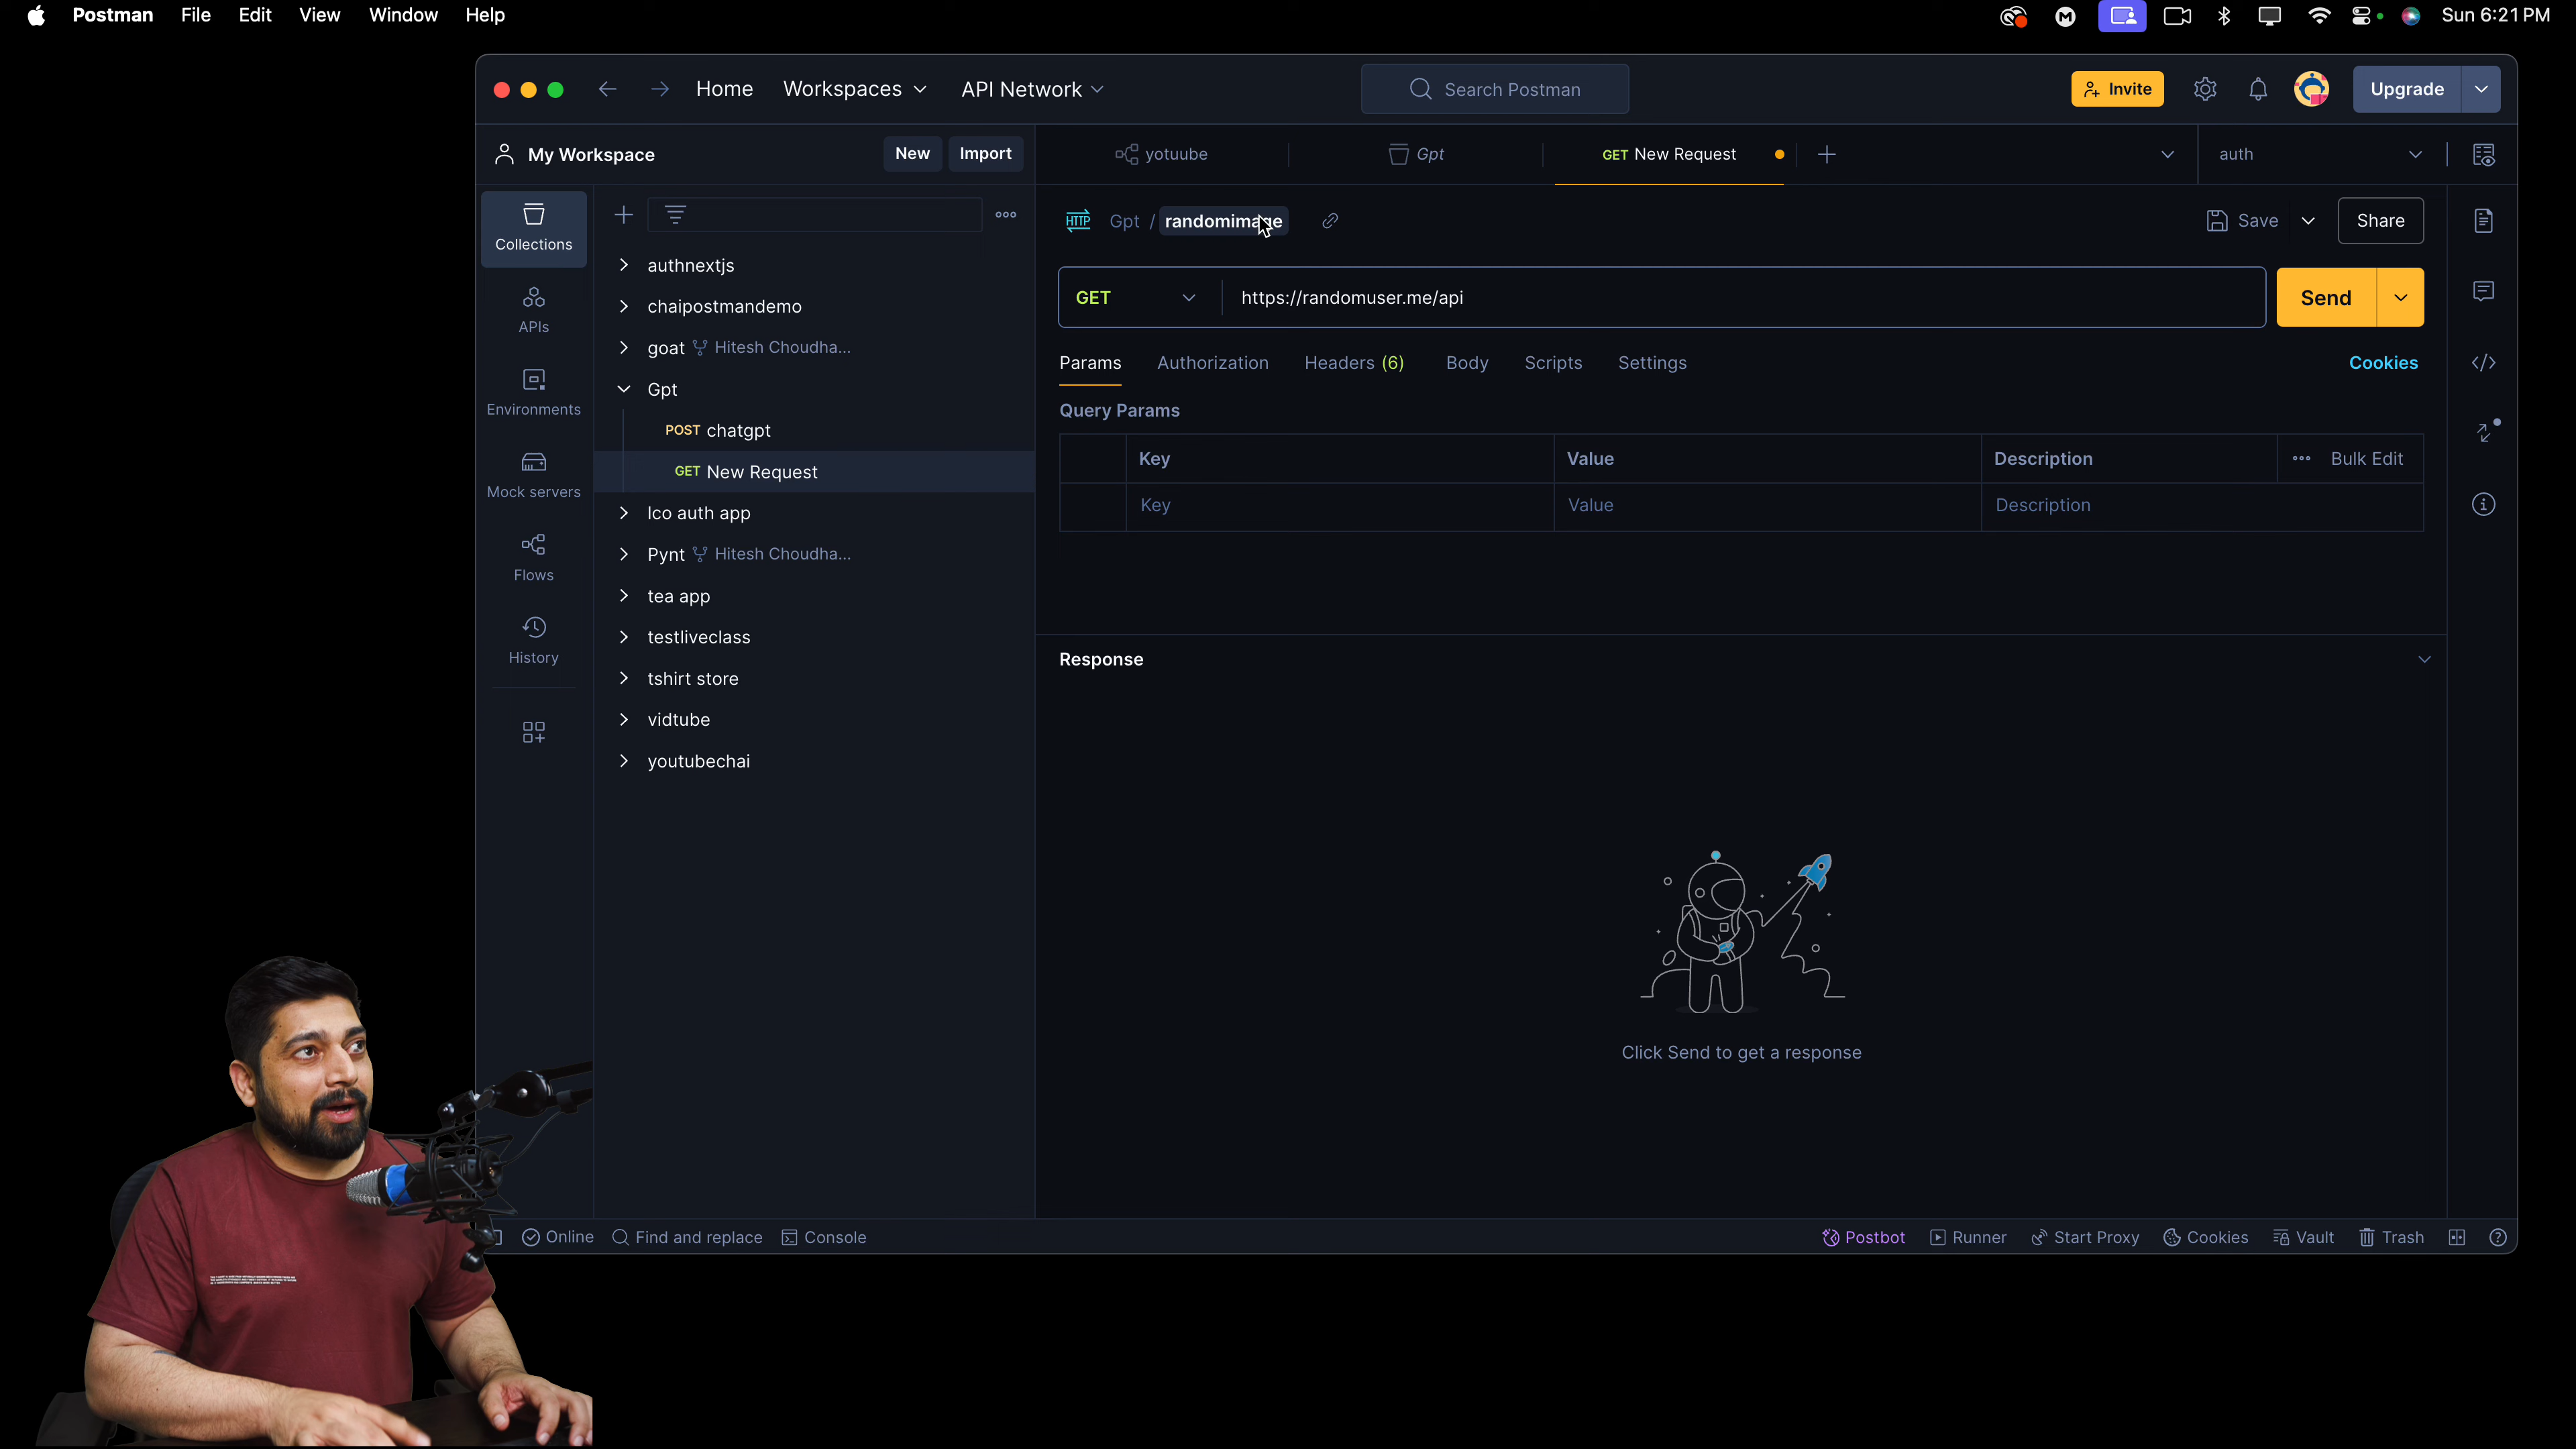 Postman File Edit View Window Help
Sun 6:21 PM
Home Workspaces API Network
Search Postman
Invite
Upgrade
My Workspace
New Import
yotuube
Gpt
GET New Request
auth
Collections
APIs
Environments
Mock servers
Flows
History
authnextjs
chaipostmandemo
goat Hitesh Choudha...
Gpt
POST chatgpt
GET New Request
lco auth app
Pynt Hitesh Choudha...
tea app
testliveclass
tshirt store
vidtube
youtubechai
HTTP Gpt / randomimage
Save Share
GET https://randomuser.me/api Send
Params Authorization Headers (6) Body Scripts Settings Cookies
Query Params
Key Value Description Bulk Edit
Key Value Description
Response
Click Send to get a response
Online Find and replace Console
Postbot Runner Start Proxy Cookies Vault Trash